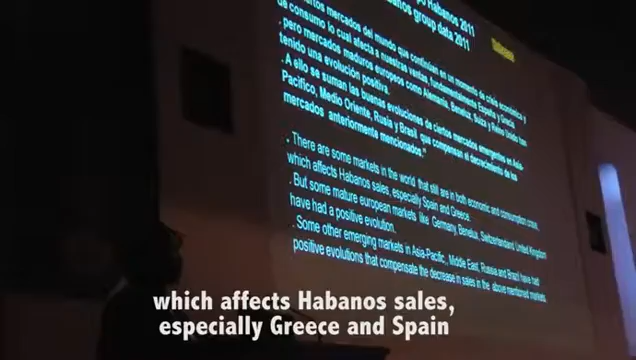 Habanos 2011
anos group data 2011
ertos mercados del mundo que continúan en un momento de crisis económica y
de consumo lo cual afecta a nuestras ventas, fundamentalmente España y Grecia
. pero mercados maduros europeos como Alemania, Benelux, Suiza y Reino Unido han
tenido una evolución positiva.
. A ello se suman las buenas evoluciones de ciertos mercados emergentes en Asia-
Pacífico, Medio Oriente, Rusia y Brasil que compensan el decrecimiento de los
mercados anteriormente mencionados."
. There are some markets in the world that still are in both economic and consumption crisis,
which affects Habanos sales, especially Spain and Greece.
. But some mature european markets like Germany, Benelux, Switzerland and United Kingdom
have had a positive evolution.
. Some other emerging markets in Asia-Pacific, Middle East, Russia and Brazil have had
positive evolutions that compensate the decrease in sales in the above mentioned markets
which affects Habanos sales,
especially Greece and Spain